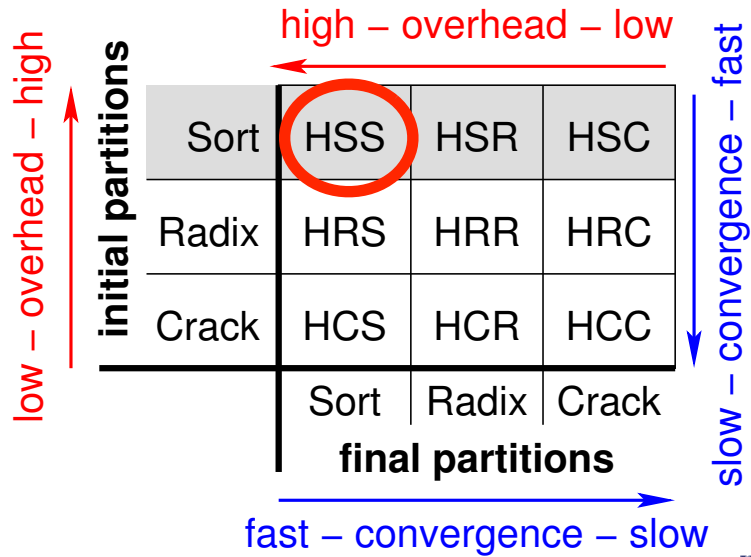 high – overhead – low
low – overhead – high
initial partitions
slow – convergence – fast
Sort HSS HSR HSC
Radix HRS HRR HRC
Crack HCS HCR HCC
Sort Radix Crack
final partitions
fast – convergence – slow